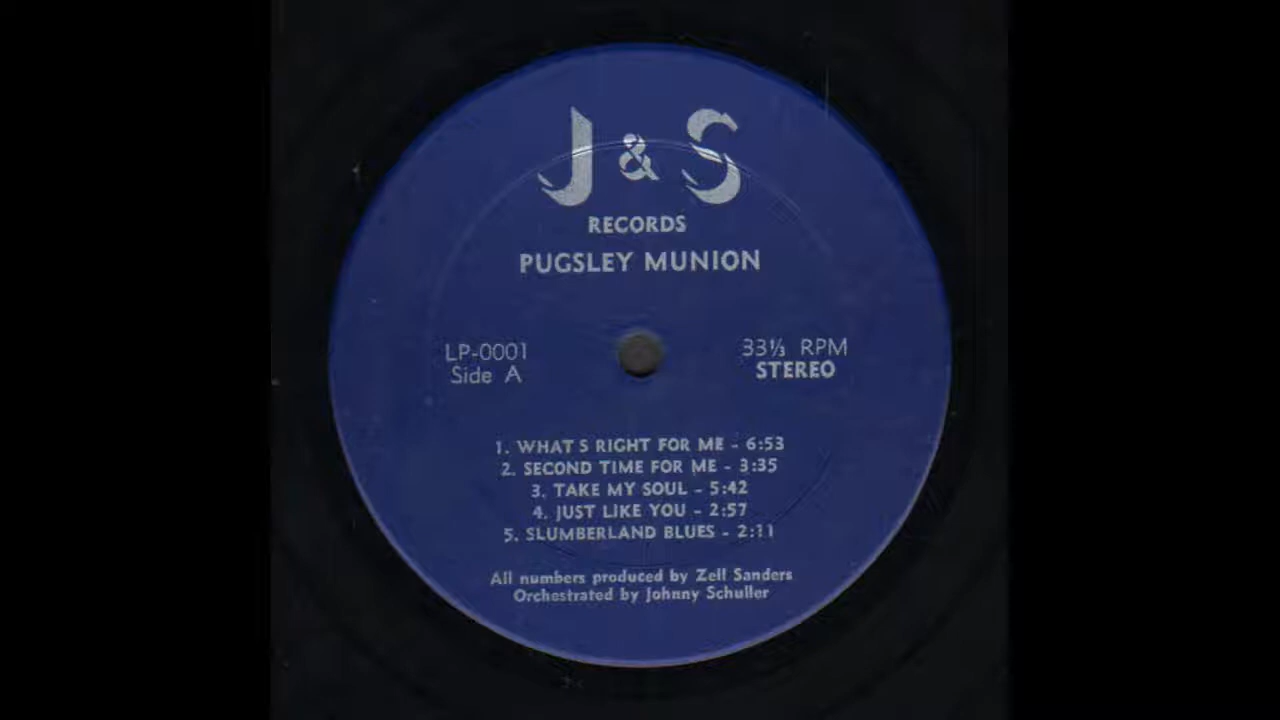 J & S
RECORDS
PUGSLEY MUNION
LP-0001
Side A
33⅓ RPM
STEREO
1. WHAT S RIGHT FOR ME - 6:53
2. SECOND TIME FOR ME - 3:35
3. TAKE MY SOUL - 5:42
4. JUST LIKE YOU - 2:57
5. SLUMBERLAND BLUES - 2:11
All numbers produced by Zell Sanders
Orchestrated by Johnny Schuller